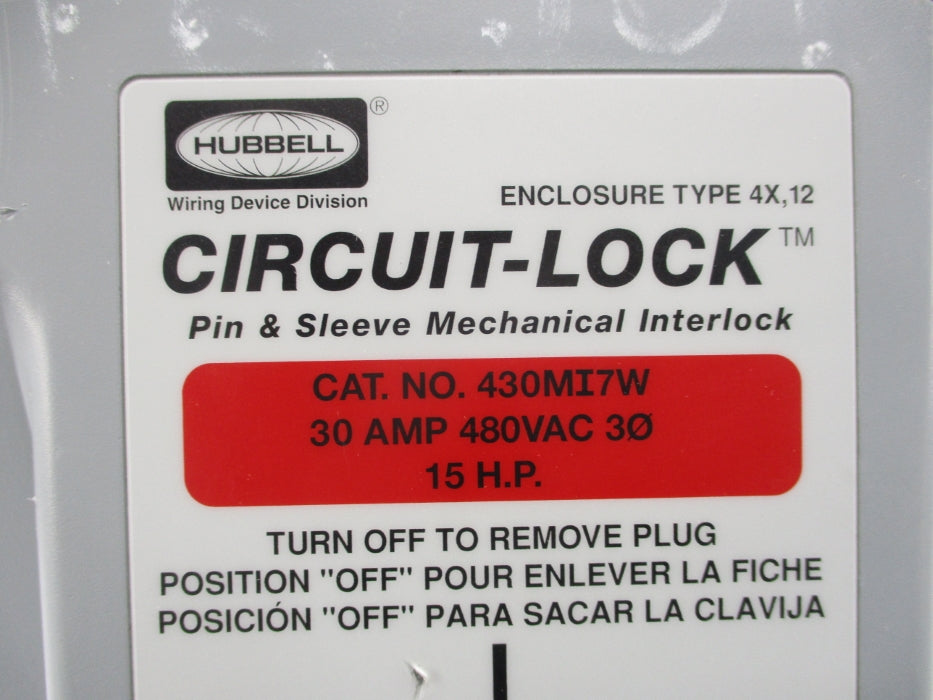 HUBBELL ®
Wiring Device Division
ENCLOSURE TYPE 4X,12
CIRCUIT-LOCK ™
Pin & Sleeve Mechanical Interlock
CAT. NO. 430MI7W
30 AMP 480VAC 3Ø
15 H.P.
TURN OFF TO REMOVE PLUG
POSITION "OFF" POUR ENLEVER LA FICHE
POSICIÓN "OFF" PARA SACAR LA CLAVIJA